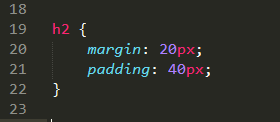 18
19 h2 {
20     margin: 20px;
21     padding: 40px;
22 }
23